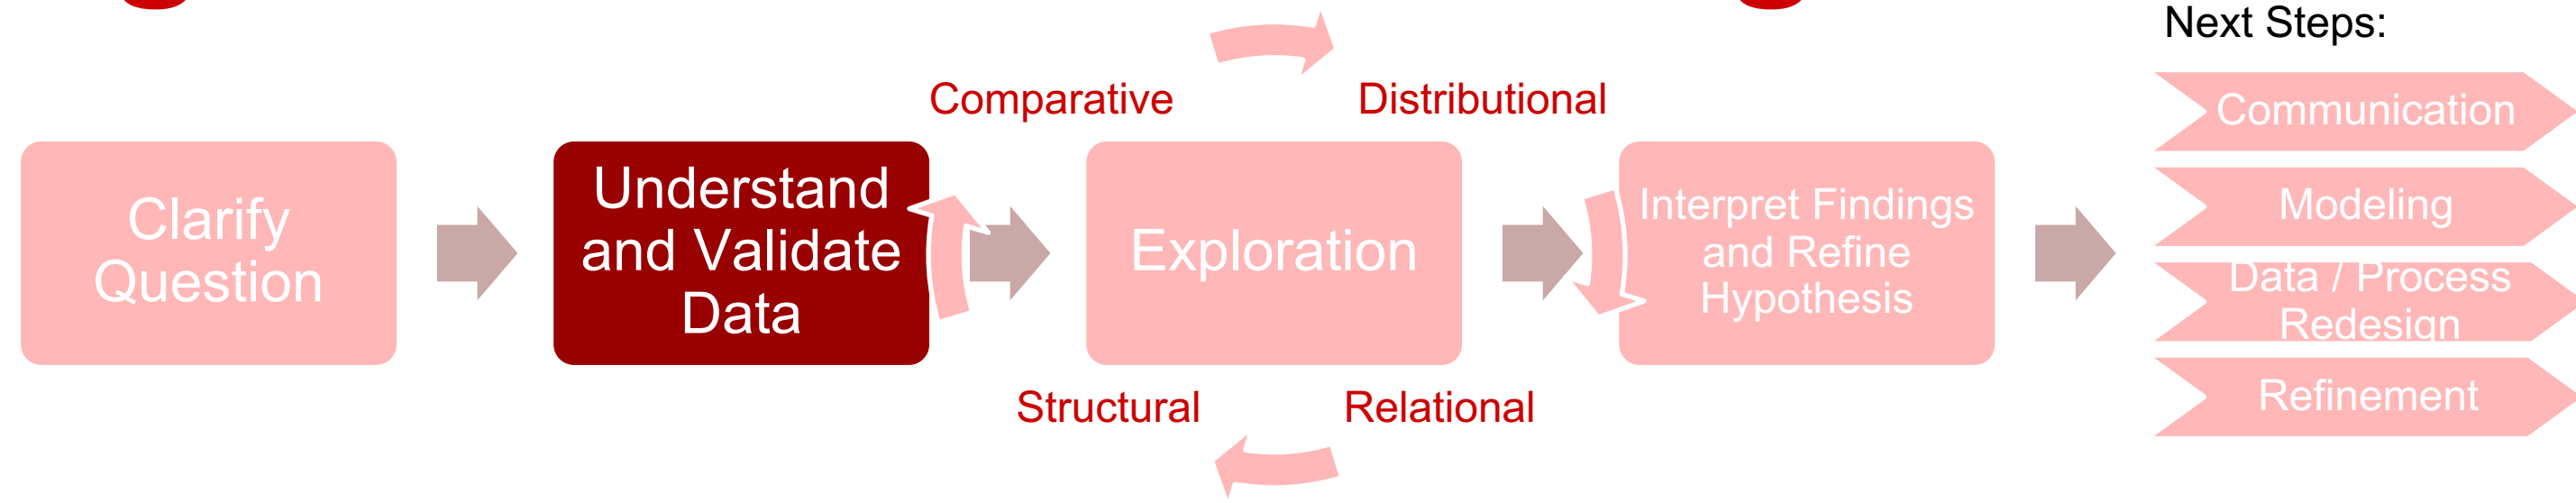 Next Steps:
Comparative
Distributional
Clarify
Question
Understand
and Validate
Data
Exploration
Interpret Findings
and Refine
Hypothesis
Structural
Relational
Communication
Modeling
Data / Process
Redesign
Refinement